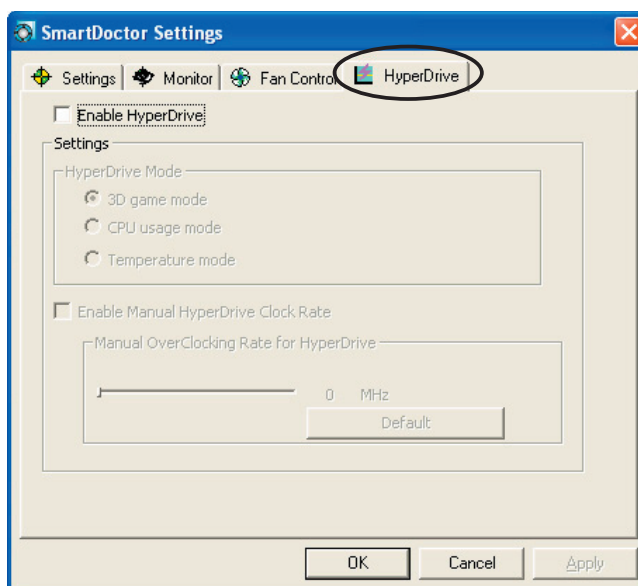 SmartDoctor Settings
Settings Monitor Fan Control HyperDrive
Enable HyperDrive
Settings
HyperDrive Mode
3D game mode
CPU usage mode
Temperature mode
Enable Manual HyperDrive Clock Rate
Manual OverClocking Rate for HyperDrive
0 MHz
Default
OK Cancel Apply